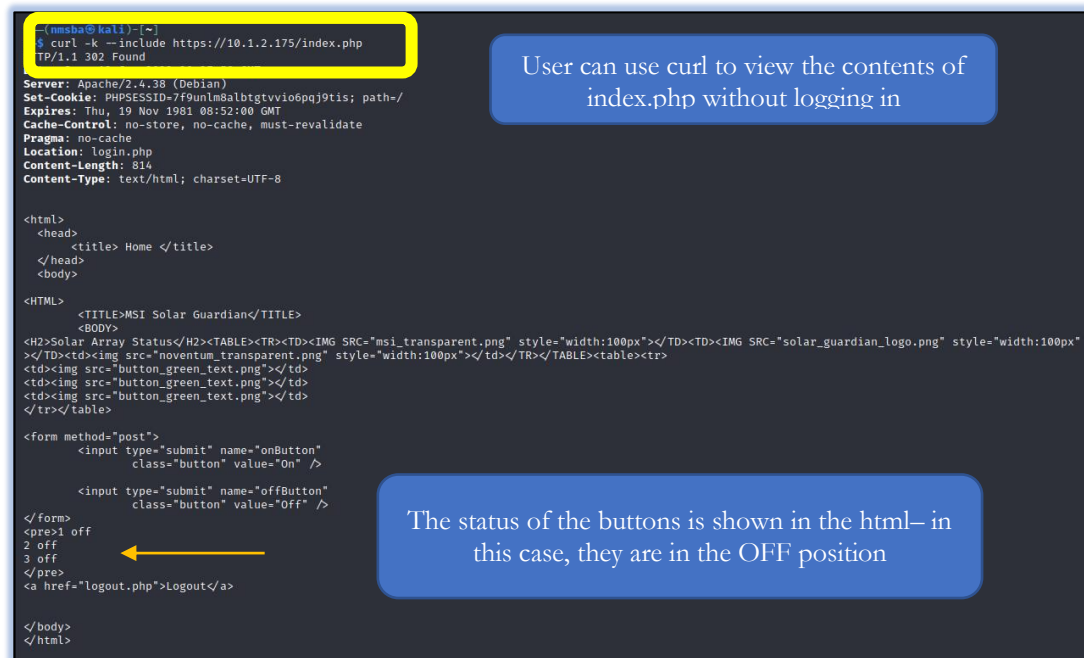 (nmsba㉿kali)-[~]
$ curl -k --include https://10.1.2.175/index.php
TP/1.1 302 Found
Server: Apache/2.4.38 (Debian)
Set-Cookie: PHPSESSID=7f9unlm8albtgtvvio6pqj9tis; path=/
Expires: Thu, 19 Nov 1981 08:52:00 GMT
Cache-Control: no-store, no-cache, must-revalidate
Pragma: no-cache
Location: login.php
Content-Length: 814
Content-Type: text/html; charset=UTF-8
User can use curl to view the contents of
index.php without logging in
<html>
<head>
<title> Home </title>
</head>
<body>
<HTML>
<TITLE>MSI Solar Guardian</TITLE>
<BODY>
<H2>Solar Array Status</H2><TABLE><TR><TD><IMG SRC="msi_transparent.png" style="width:100px"></TD><TD><IMG SRC="solar_guardian_logo.png" style="width:100px"
></TD><td><img src="noventum_transparent.png" style="width:100px"></td></TR></TABLE><table><tr>
<td><img src="button_green_text.png"></td>
<td><img src="button_green_text.png"></td>
<td><img src="button_green_text.png"></td>
</tr></table>
<form method="post">
<input type="submit" name="onButton"
class="button" value="On" />
<input type="submit" name="offButton"
class="button" value="Off" />
</form>
<pre>1 off
2 off
3 off
</pre>
<a href="logout.php">Logout</a>
The status of the buttons is shown in the html– in
this case, they are in the OFF position
</body>
</html>